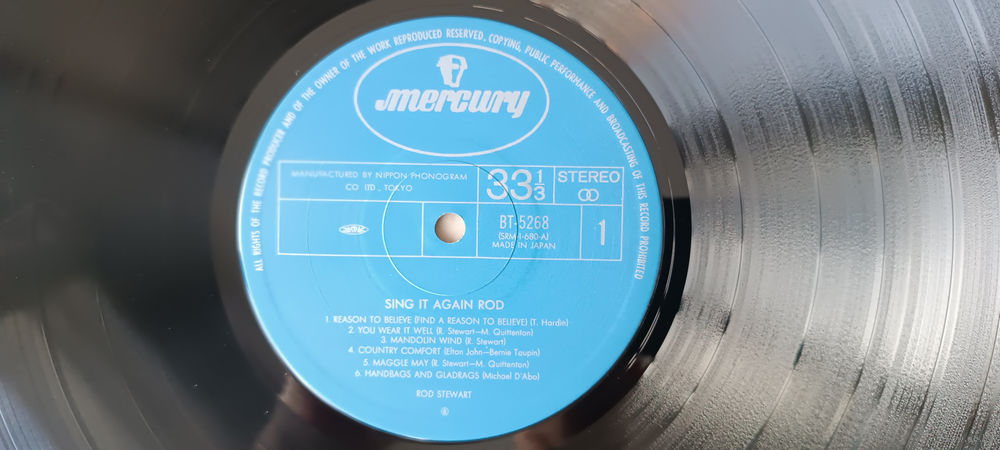 ALL RIGHTS OF THE RECORD PRODUCER AND OF THE OWNER OF THE WORK REPRODUCED RESERVED. COPYING, PUBLIC PERFORMANCE AND BROADCASTING OF THIS RECORD PROHIBITED
mercury
MANUFACTURED BY NIPPON PHONOGRAM
CO LTD., TOKYO
33 1/3
STEREO
BT-5268
(SRM-1-680-A)
MADE IN JAPAN
1
SING IT AGAIN ROD
1. REASON TO BELIEVE (FIND A REASON TO BELIEVE) (T. Hardin)
2. YOU WEAR IT WELL (R. Stewart—M. Quittenton)
3. MANDOLIN WIND (R. Stewart)
4. COUNTRY COMFORT (Elton John—Bernie Taupin)
5. MAGGLE MAY (R. Stewart—M. Quittenton)
6. HANDBAGS AND GLADRAGS (Michael D'Abo)
ROD STEWART